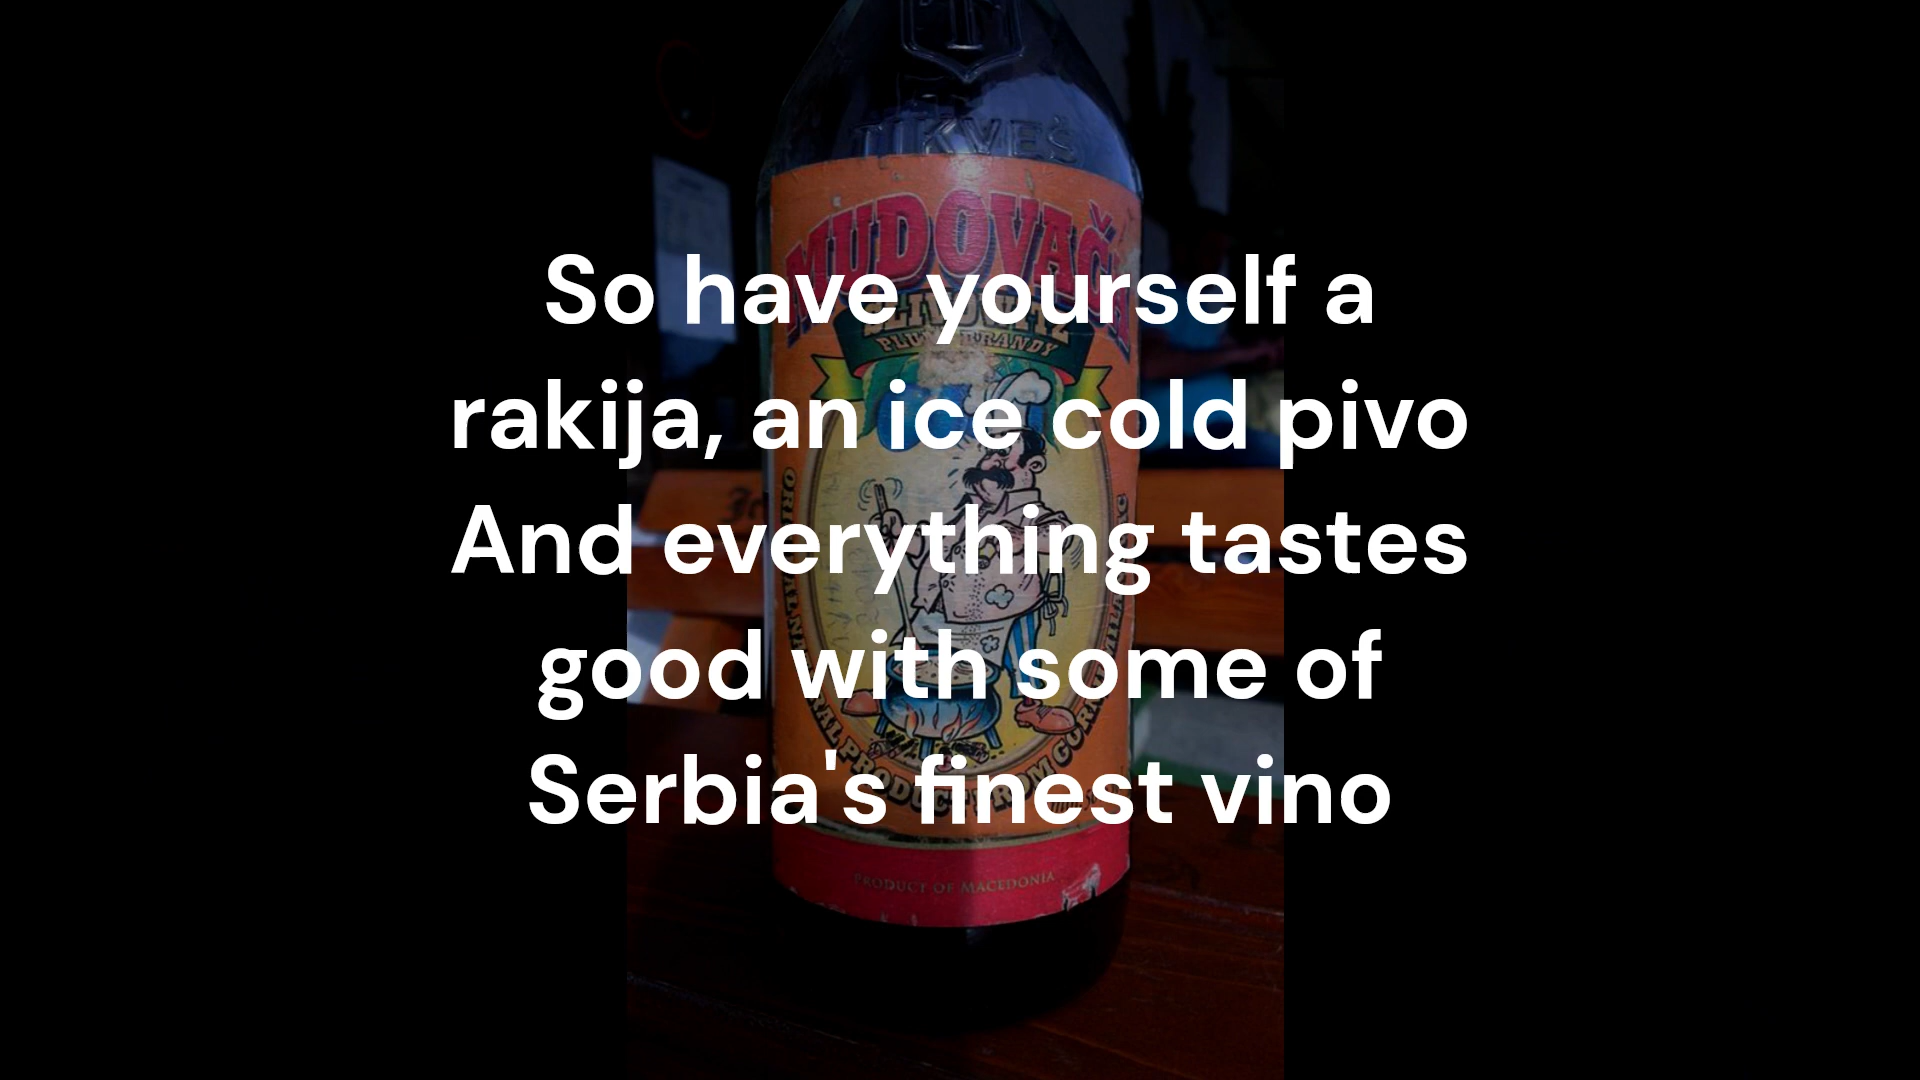 TIKVEŠ
MUDOVAČA
PLUM BRANDY
So have yourself a
rakija, an ice cold pivo
And everything tastes
good with some of
Serbia's finest vino
PRODUCT OF MACEDONIA